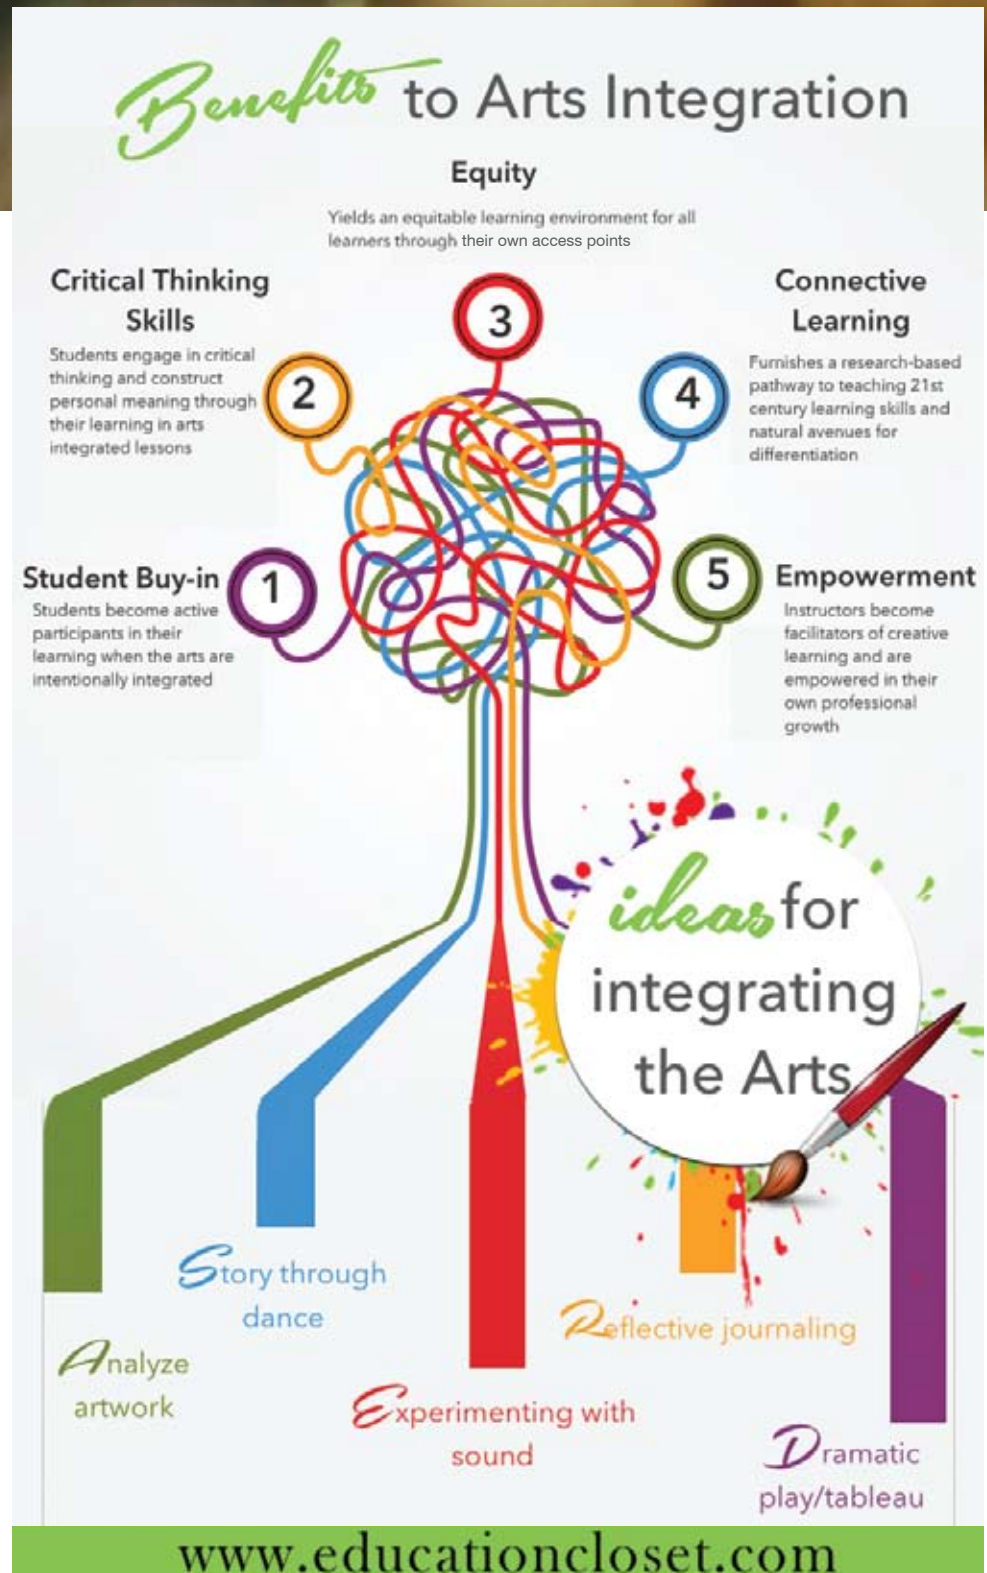 Benefits to Arts Integration
Equity
Yields an equitable learning environment for all
learners through their own access points
Critical Thinking
Skills
Students engage in critical
thinking and construct
personal meaning through
their learning in arts
integrated lessons
2
3
4
Connective
Learning
Furnishes a research-based
pathway to teaching 21st
century learning skills and
natural avenues for
differentiation
Student Buy-in
Students become active
participants in their
learning when the arts are
intentionally integrated
1
5
Empowerment
Instructors become
facilitators of creative
learning and are
empowered in their
own professional
growth
ideas for
integrating
the Arts
Analyze
artwork
Story through
dance
Experimenting with
sound
Reflective journaling
Dramatic
play/tableau
www.educationcloset.com